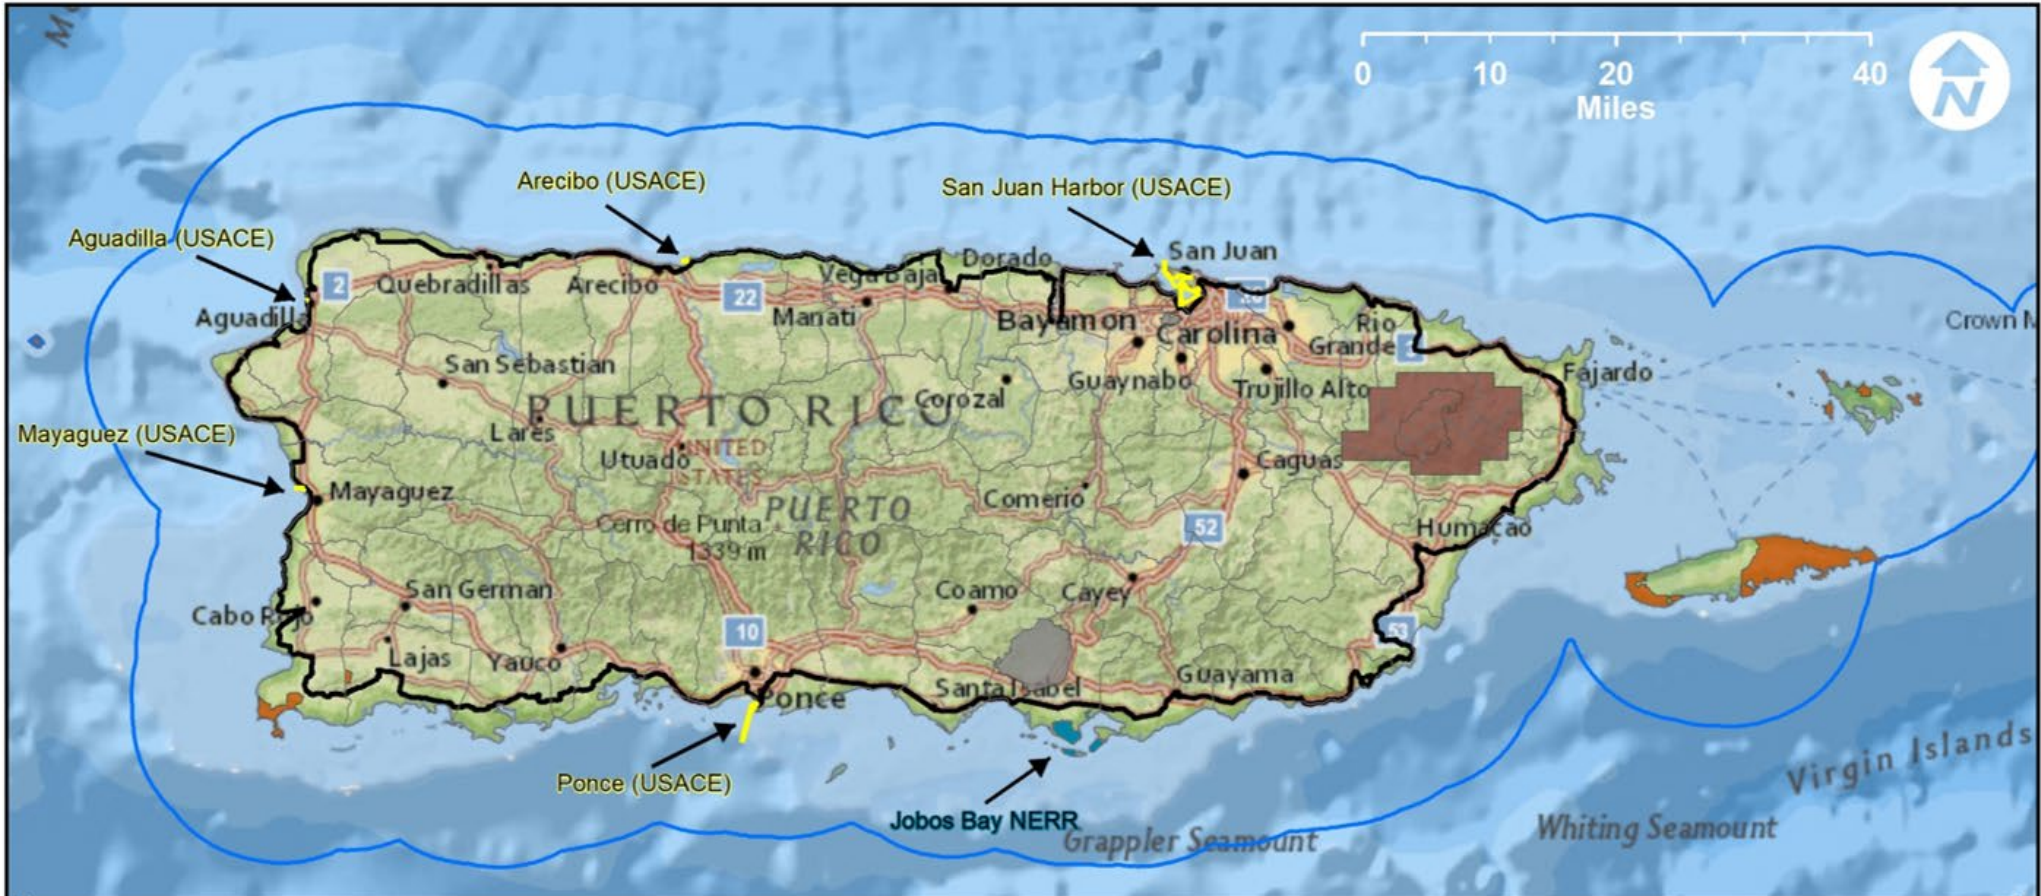 0 10 20 40
Miles
N
Arecibo (USACE)
San Juan Harbor (USACE)
Aguadilla (USACE)
San Juan
Dorado
2
Quebradillas
Arecibo
22
Vega Baja
Manati
Aguadilla
Bayamon
Carolina
Rio
Grande
Crown
San Sebastian
Guaynabo
Trujillo Alto
Fajardo
PUERTO RICO
Corozal
Lares
UNITED
STATES
Utuado
Caguas
Mayaguez (USACE)
Mayaguez
Comerio
PUERTO
RICO
Cerro de Punta
1339 m
52
Humacao
San German
Coamo
Cayey
Cabo Rojo
10
53
Lajas
Yauco
Guayama
Santa Isabel
Ponce
Ponce (USACE)
Jobos Bay NERR
Grappler Seamount
Whiting Seamount
Virgin Islands